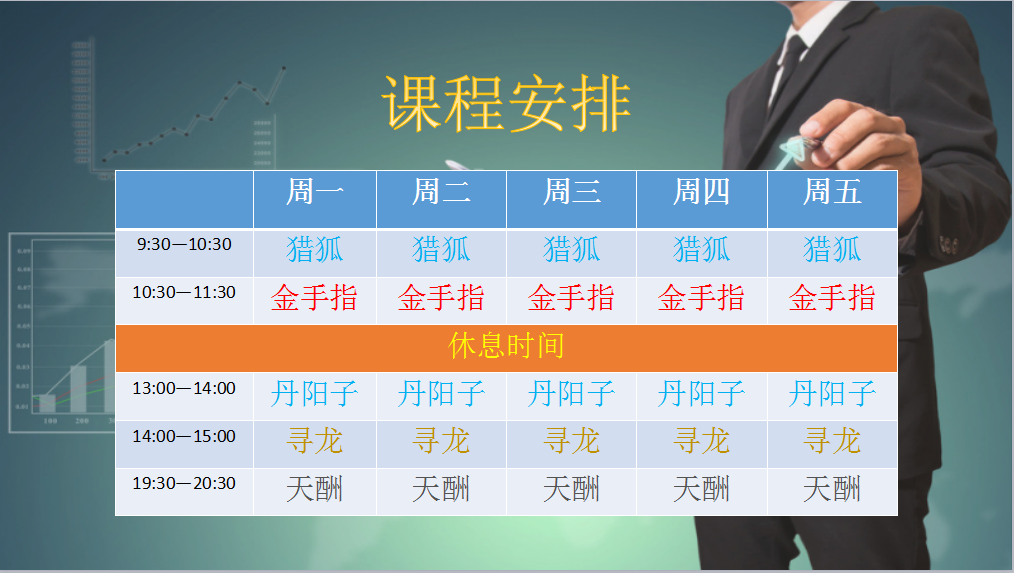 课程安排
周一 周二 周三 周四 周五
9:30—10:30 猎狐 猎狐 猎狐 猎狐 猎狐
10:30—11:30 金手指 金手指 金手指 金手指 金手指
休息时间
13:00—14:00 丹阳子 丹阳子 丹阳子 丹阳子 丹阳子
14:00—15:00 寻龙 寻龙 寻龙 寻龙 寻龙
19:30—20:30 天酬 天酬 天酬 天酬 天酬
100 200